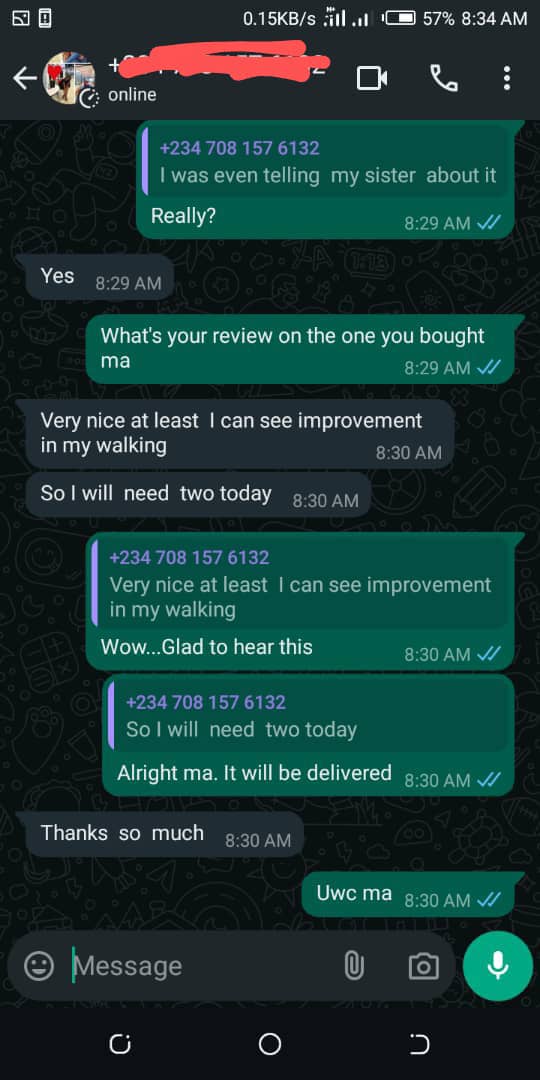 0.15KB/s 57% 8:34 AM
online
+234 708 157 6132
I was even telling my sister about it
Really? 8:29 AM
Yes 8:29 AM
What's your review on the one you bought
ma 8:29 AM
Very nice at least I can see improvement
in my walking 8:30 AM
So I will need two today 8:30 AM
+234 708 157 6132
Very nice at least I can see improvement
in my walking
Wow...Glad to hear this 8:30 AM
+234 708 157 6132
So I will need two today
Alright ma. It will be delivered 8:30 AM
Thanks so much 8:30 AM
Uwc ma 8:30 AM
Message